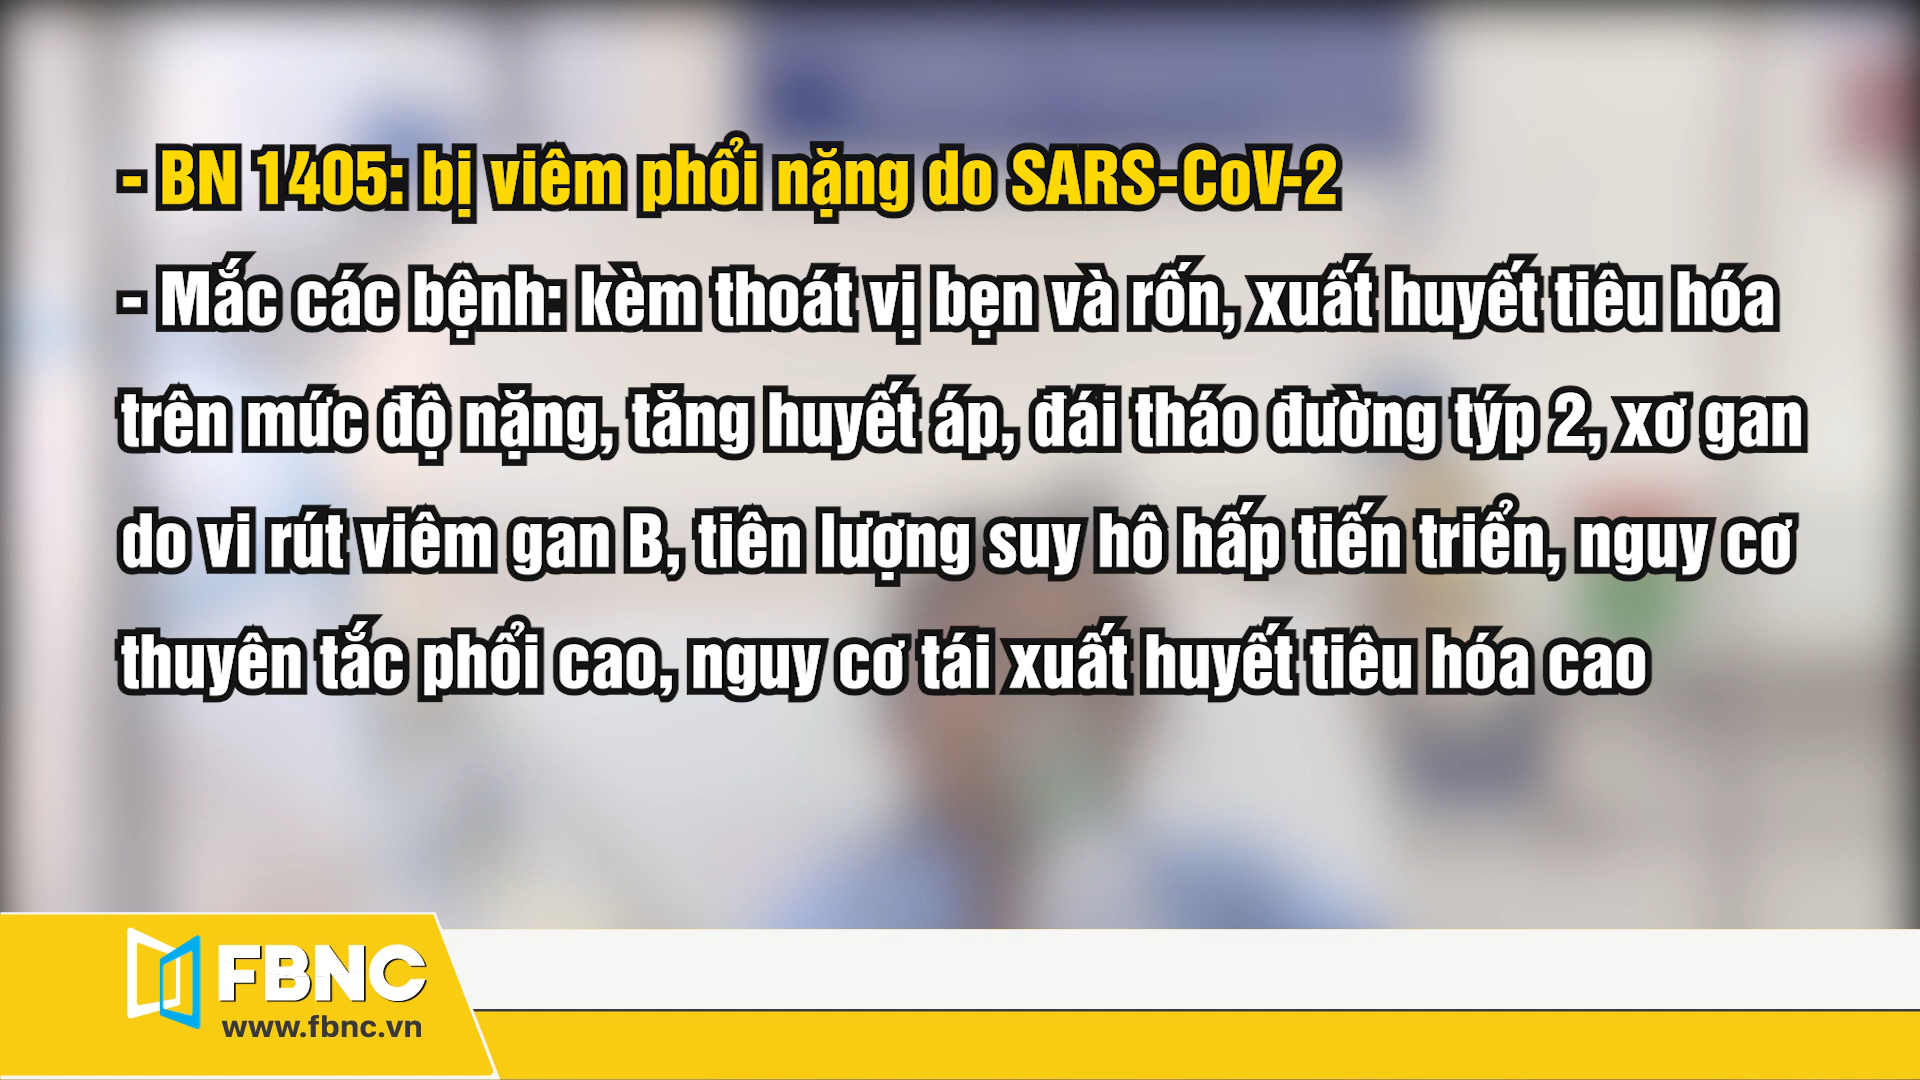 - BN 1405: bị viêm phổi nặng do SARS-CoV-2
- Mắc các bệnh: kèm thoát vị bẹn và rốn, xuất huyết tiêu hóa
trên mức độ nặng, tăng huyết áp, đái tháo đường týp 2, xơ gan
do vi rút viêm gan B, tiên lượng suy hô hấp tiến triển, nguy cơ
thuyên tắc phổi cao, nguy cơ tái xuất huyết tiêu hóa cao
FBNC
www.fbnc.vn